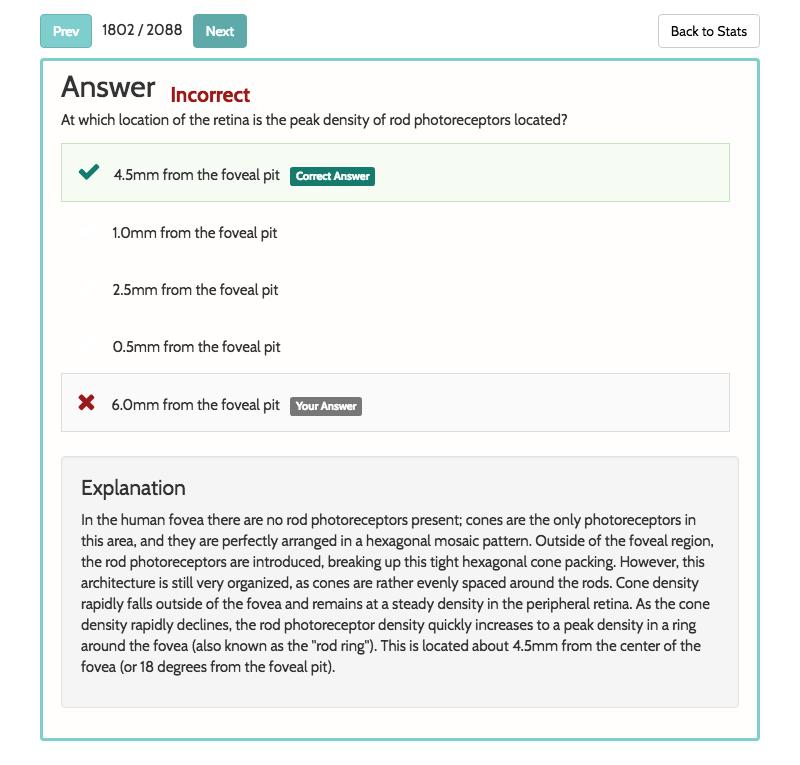 Prev 1802 / 2088 Next Back to Stats
Answer Incorrect
At which location of the retina is the peak density of rod photoreceptors located?
4.5mm from the foveal pit Correct Answer
1.0mm from the foveal pit
2.5mm from the foveal pit
0.5mm from the foveal pit
6.0mm from the foveal pit Your Answer
Explanation
In the human fovea there are no rod photoreceptors present; cones are the only photoreceptors in
this area, and they are perfectly arranged in a hexagonal mosaic pattern. Outside of the foveal region,
the rod photoreceptors are introduced, breaking up this tight hexagonal cone packing. However, this
architecture is still very organized, as cones are rather evenly spaced around the rods. Cone density
rapidly falls outside of the fovea and remains at a steady density in the peripheral retina. As the cone
density rapidly declines, the rod photoreceptor density quickly increases to a peak density in a ring
around the fovea (also known as the "rod ring"). This is located about 4.5mm from the center of the
fovea (or 18 degrees from the foveal pit).